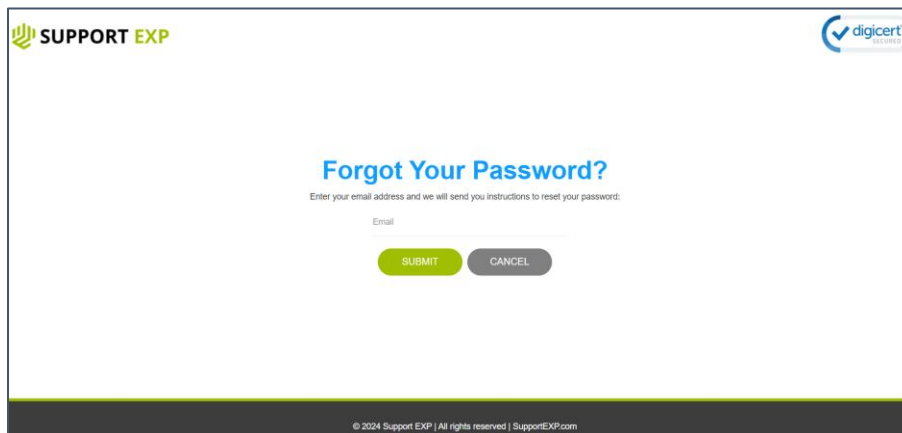 SUPPORT EXP
digicert
SECURED
Forgot Your Password?
Enter your email address and we will send you instructions to reset your password:
Email
SUBMIT CANCEL
© 2024 Support EXP | All rights reserved | SupportEXP.com